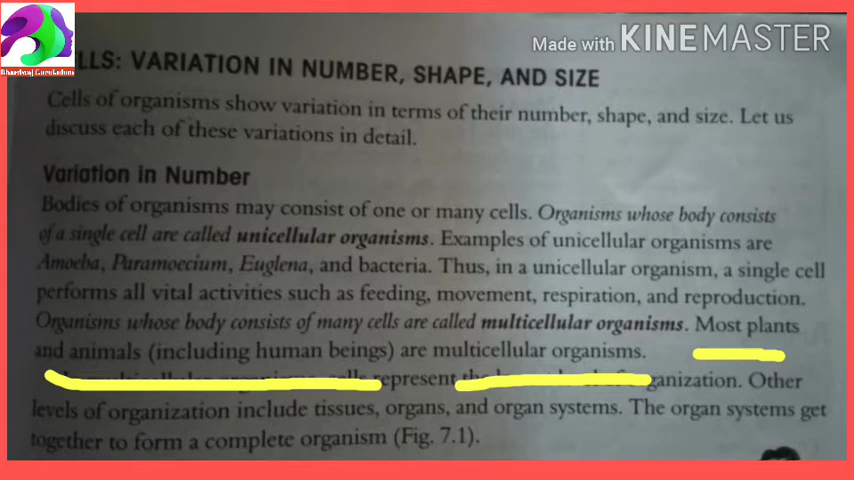 Bhardwaj Gurukulum
Made with KINEMASTER
LLS: VARIATION IN NUMBER, SHAPE, AND SIZE
Cells of organisms show variation in terms of their number, shape, and size. Let us
discuss each of these variations in detail.
Variation in Number
Bodies of organisms may consist of one or many cells. Organisms whose body consists
of a single cell are called unicellular organisms. Examples of unicellular organisms are
Amoeba, Paramoecium, Euglena, and bacteria. Thus, in a unicellular organism, a single cell
performs all vital activities such as feeding, movement, respiration, and reproduction.
Organisms whose body consists of many cells are called multicellular organisms. Most plants
and animals (including human beings) are multicellular organisms.
represent ganization. Other
levels of organization include tissues, organs, and organ systems. The organ systems get
together to form a complete organism (Fig. 7.1).